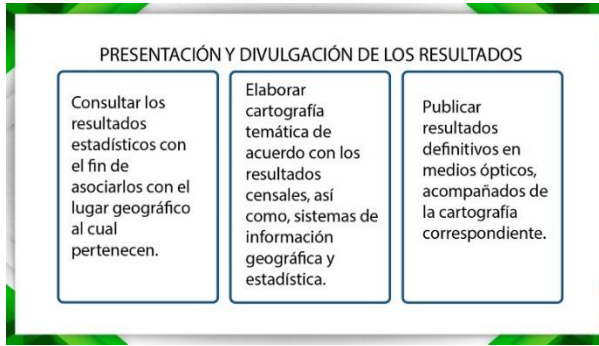 PRESENTACIÓN Y DIVULGACIÓN DE LOS RESULTADOS
Consultar los
resultados
estadísticos con
el fin de
asociarlos con el
lugar geográfico
al cual
pertenecen.
Elaborar
cartografía
temática de
acuerdo con los
resultados
censales, así
como, sistemas de
información
geográfica y
estadística.
Publicar
resultados
definitivos en
medios ópticos,
acompañados de
la cartografía
correspondiente.